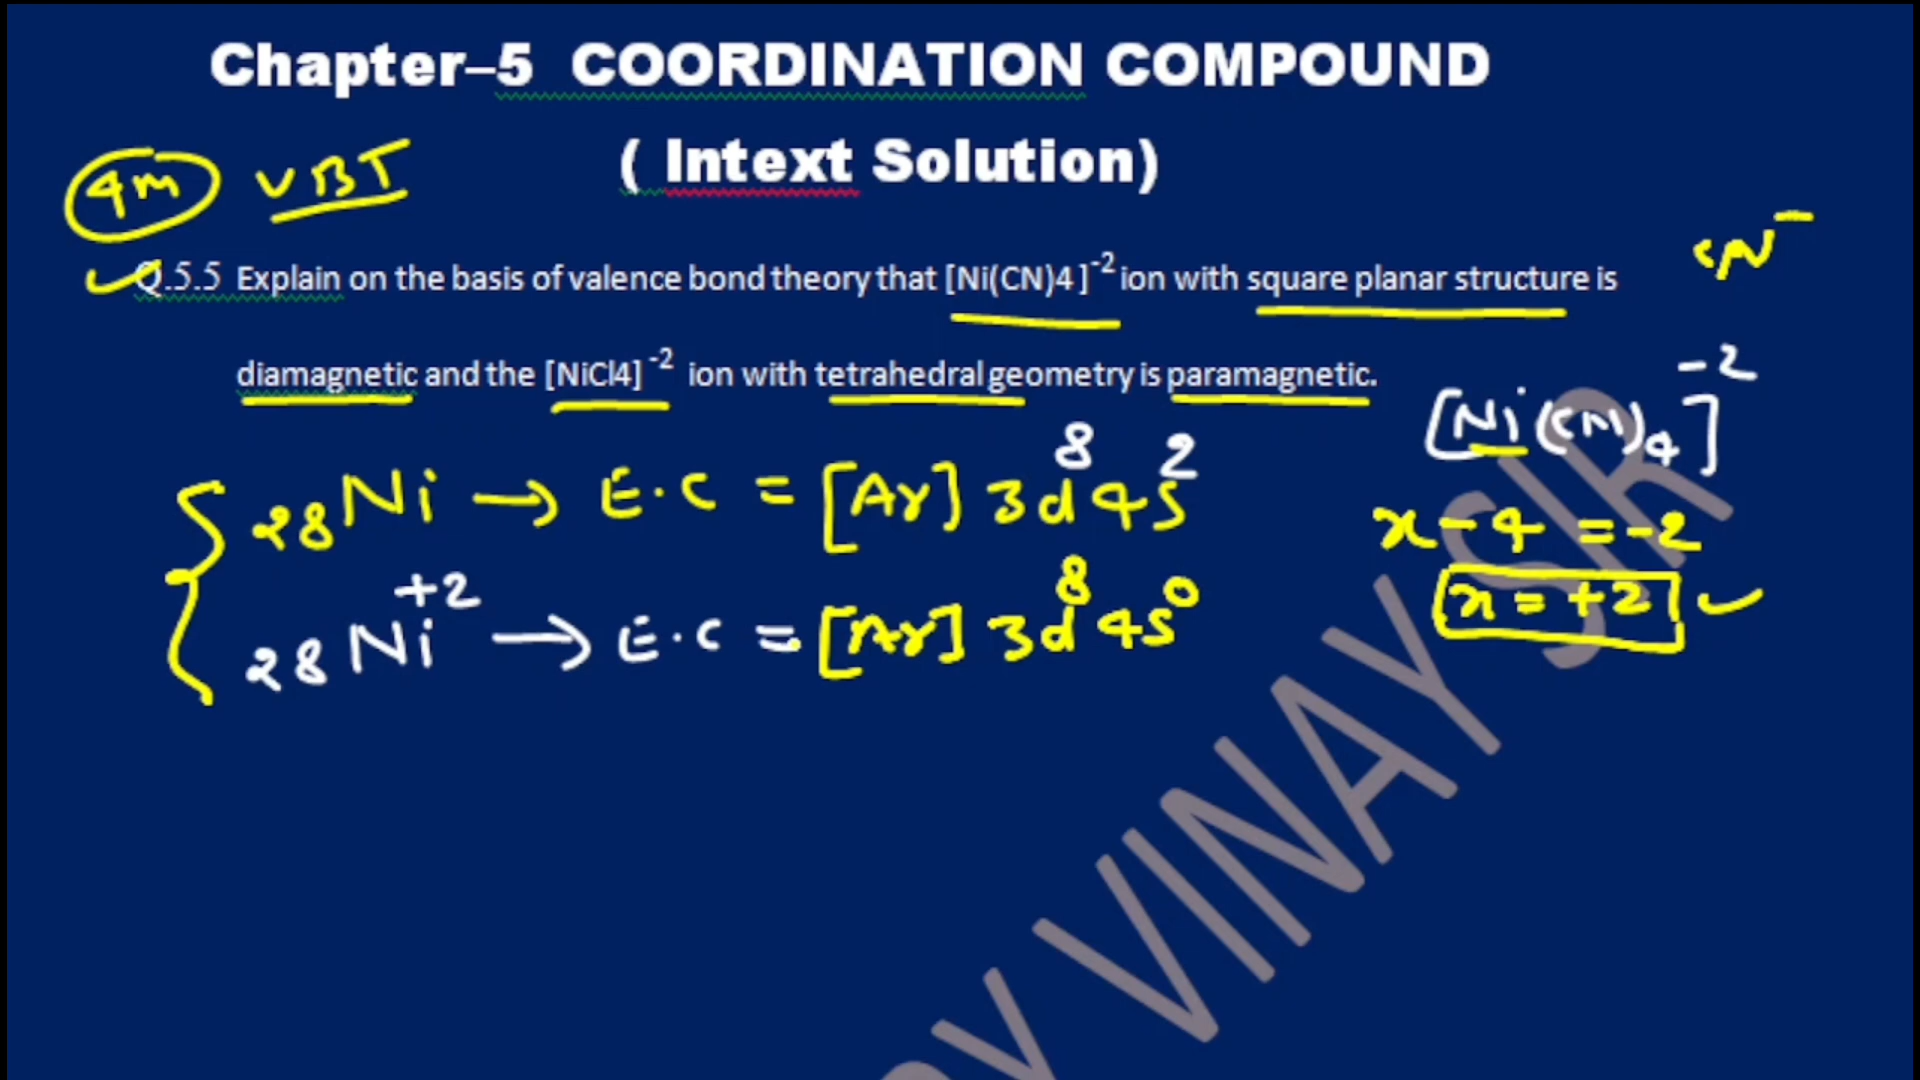 Chapter–5 COORDINATION COMPOUND
( Intext Solution)
4m VBT
CN⁻
Q.5.5 Explain on the basis of valence bond theory that [Ni(CN)4]⁻² ion with square planar structure is
diamagnetic and the [NiCl4]⁻² ion with tetrahedral geometry is paramagnetic.
[Ni(CN)₄]⁻²
₂₈Ni → E.C = [Ar] 3d⁸ 4s²
x - 4 = -2
x = +2
₂₈Ni⁺² → E.C = [Ar] 3d⁸ 4s⁰
BY VINAY SIR